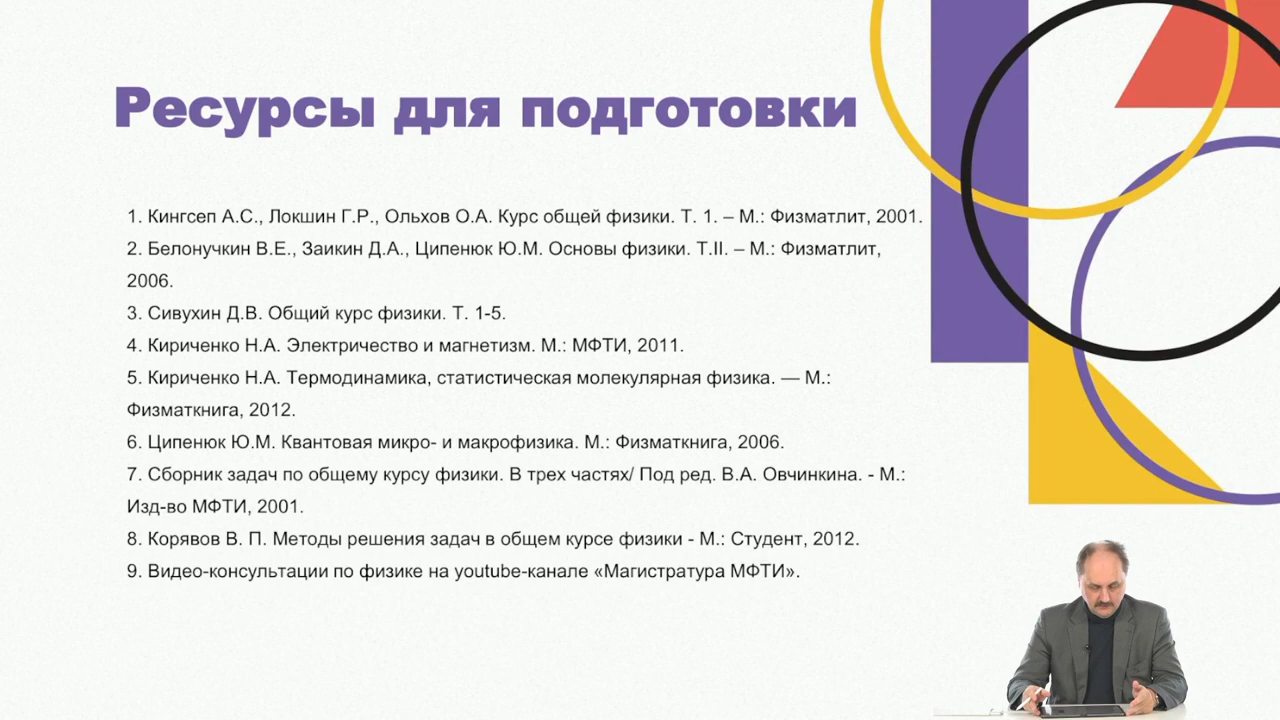 Ресурсы для подготовки
1. Кингсеп А.С., Локшин Г.Р., Ольхов О.А. Курс общей физики. Т. 1. – М.: Физматлит, 2001.
2. Белонучкин В.Е., Заикин Д.А., Ципенюк Ю.М. Основы физики. Т.II. – М.: Физматлит,
2006.
3. Сивухин Д.В. Общий курс физики. Т. 1-5.
4. Кириченко Н.А. Электричество и магнетизм. М.: МФТИ, 2011.
5. Кириченко Н.А. Термодинамика, статистическая молекулярная физика. — М.:
Физматкнига, 2012.
6. Ципенюк Ю.М. Квантовая микро- и макрофизика. М.: Физматкнига, 2006.
7. Сборник задач по общему курсу физики. В трех частях/ Под ред. В.А. Овчинкина. - М.:
Изд-во МФТИ, 2001.
8. Корявов В. П. Методы решения задач в общем курсе физики - М.: Студент, 2012.
9. Видео-консультации по физике на youtube-канале «Магистратура МФТИ».